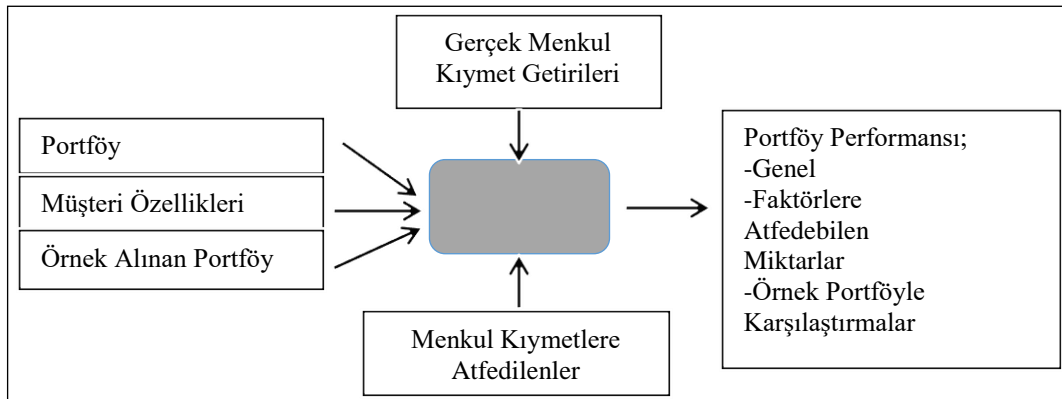 Gerçek Menkul
Kıymet Getirileri
Portföy
Müşteri Özellikleri
Örnek Alınan Portföy
Menkul Kıymetlere
Atfedilenler
Portföy Performansı;
-Genel
-Faktörlere
Atfedebilen
Miktarlar
-Örnek Portföyle
Karşılaştırmalar